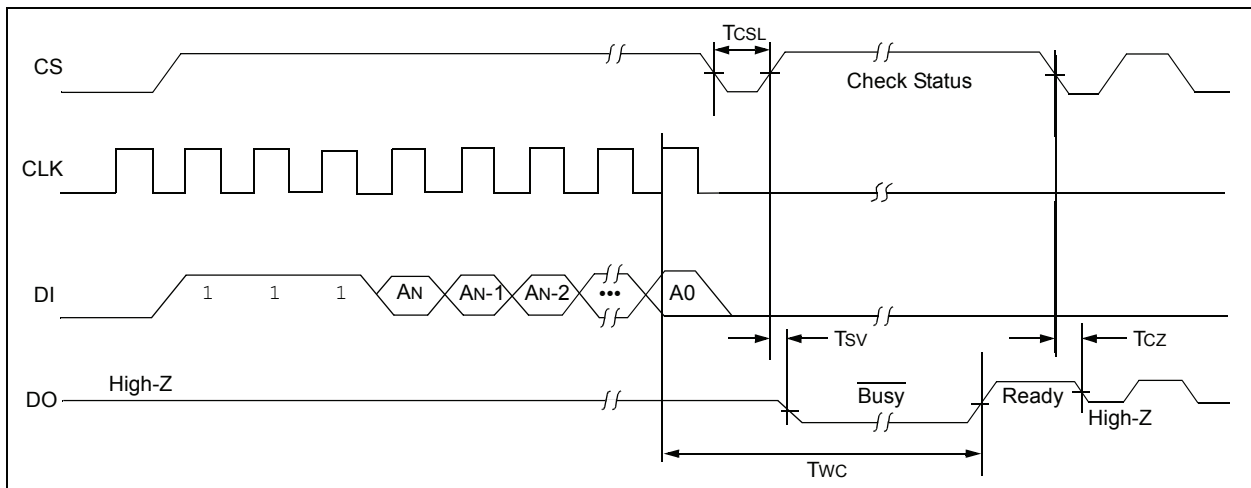 TCSL
CS
Check Status
CLK
DI
1 1 1 AN AN-1 AN-2 ••• A0
TSV
TCZ
High-Z
DO
Busy
Ready
High-Z
TWC